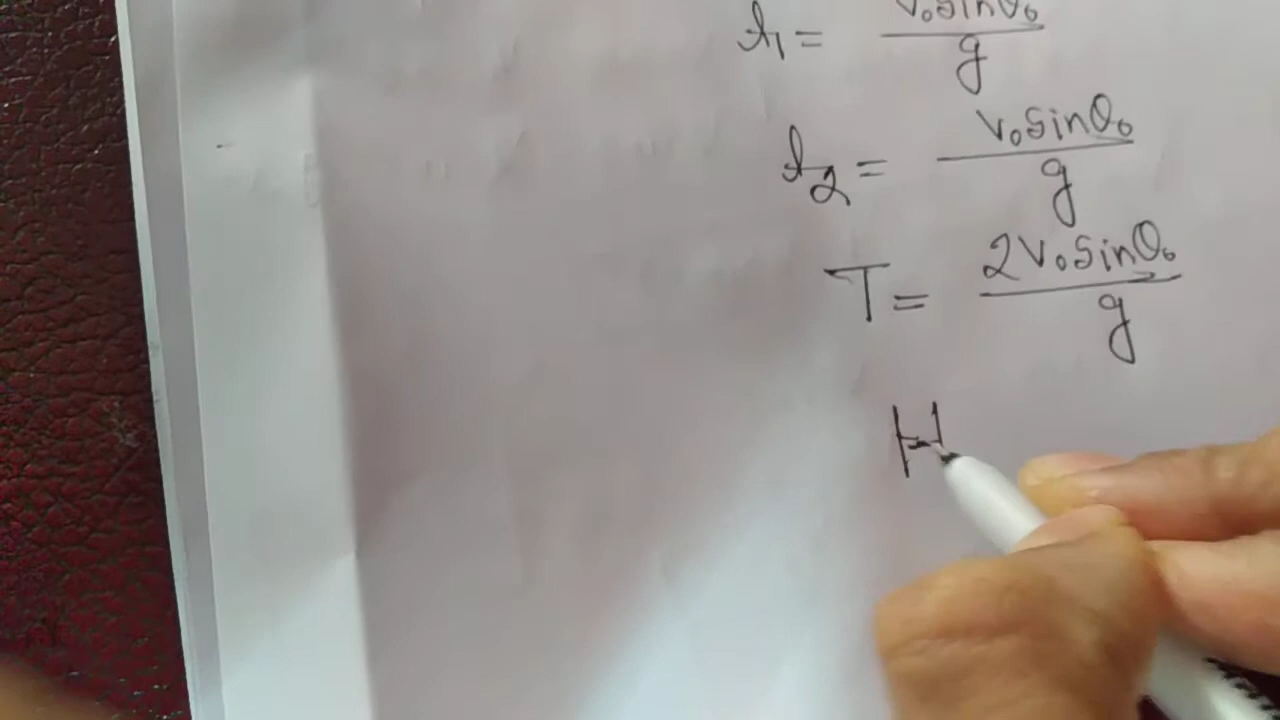 t₁ = v₀sinθ₀/g
t₂ = v₀sinθ₀/g
T = 2v₀sinθ₀/g
H